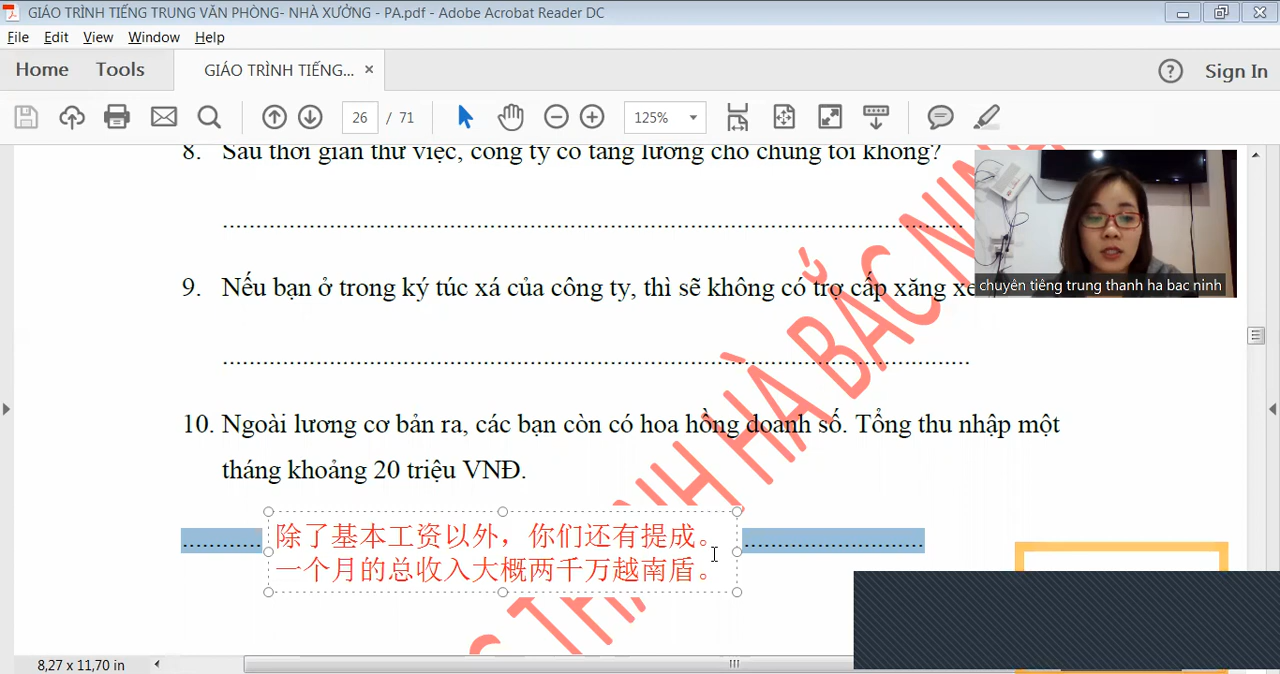 GIÁO TRÌNH TIẾNG TRUNG VĂN PHÒNG- NHÀ XƯỞNG - PA.pdf - Adobe Acrobat Reader DC
File Edit View Window Help
Home Tools GIÁO TRÌNH TIẾNG... × ? Sign In
26 / 71 125%
8. Sau thời gian thử việc, công ty có tăng lương cho chúng tôi không?
9. Nếu bạn ở trong ký túc xá của công ty, thì sẽ không có trợ cấp xăng xe
chuyên tiếng trung thanh ha bac ninh
10. Ngoài lương cơ bản ra, các bạn còn có hoa hồng doanh số. Tổng thu nhập một
tháng khoảng 20 triệu VNĐ.
除了基本工资以外，你们还有提成。
一个月的总收入大概两千万越南盾。
HÀ BẮC NINH
8,27 x 11,70 in